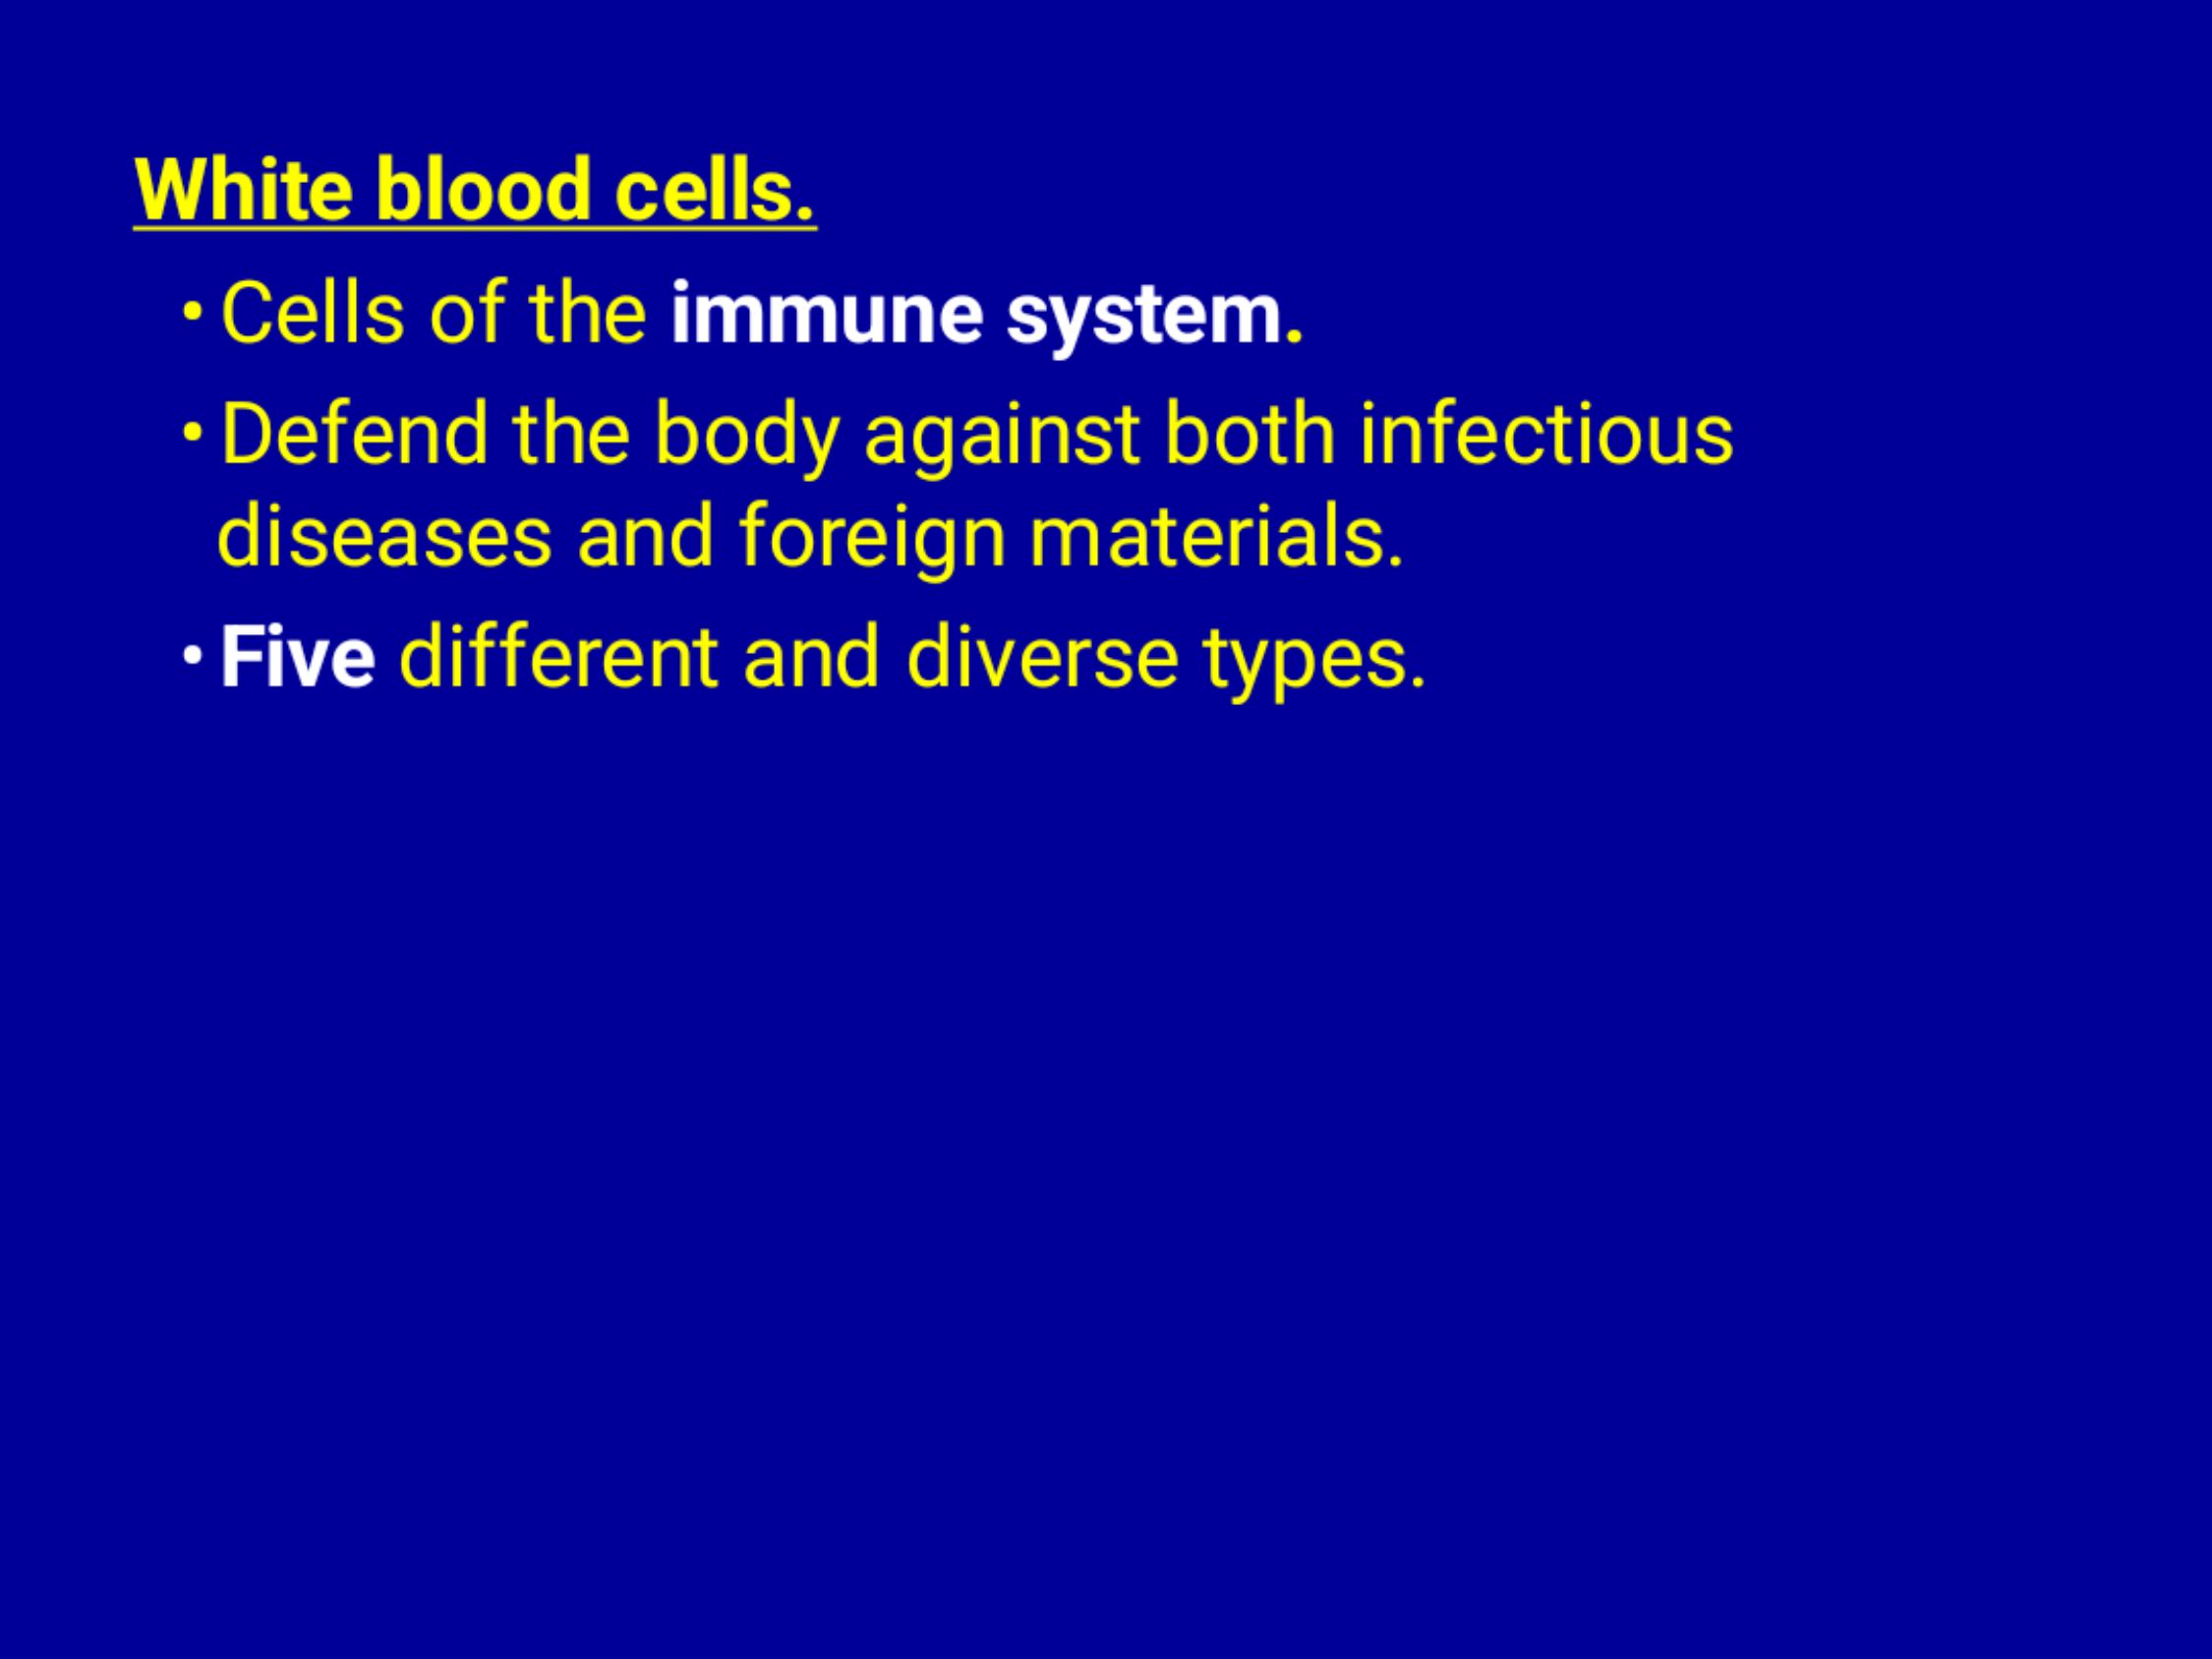 White blood cells.
• Cells of the immune system.
• Defend the body against both infectious
diseases and foreign materials.
• Five different and diverse types.